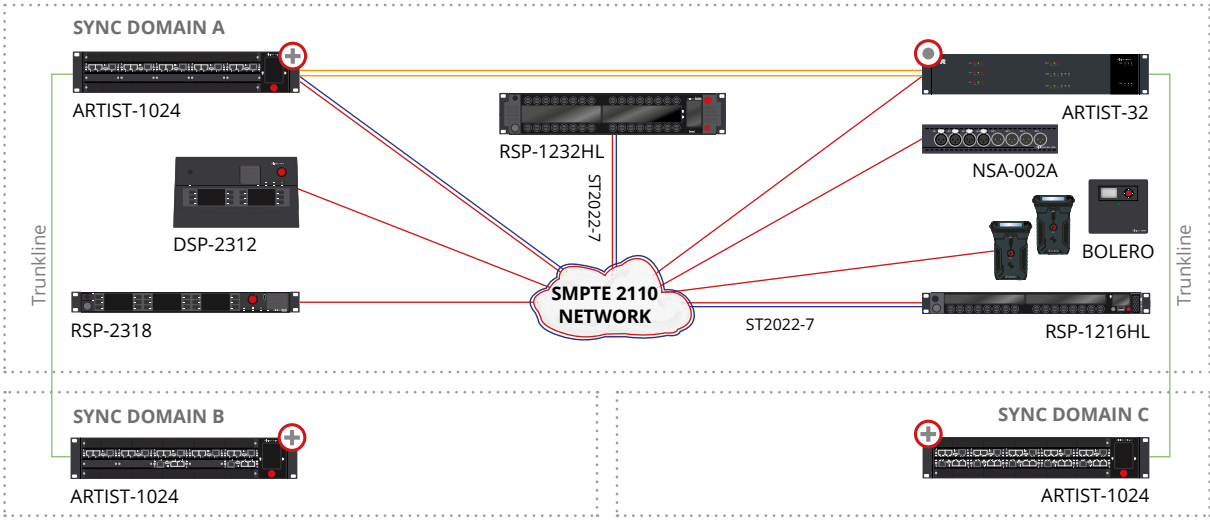 SYNC DOMAIN A
ARTIST-1024
ARTIST-32
RSP-1232HL
NSA-002A
ST2022-7
DSP-2312
BOLERO
Trunkline
Trunkline
SMPTE 2110
NETWORK
RSP-2318
ST2022-7
RSP-1216HL
SYNC DOMAIN B
SYNC DOMAIN C
ARTIST-1024
ARTIST-1024